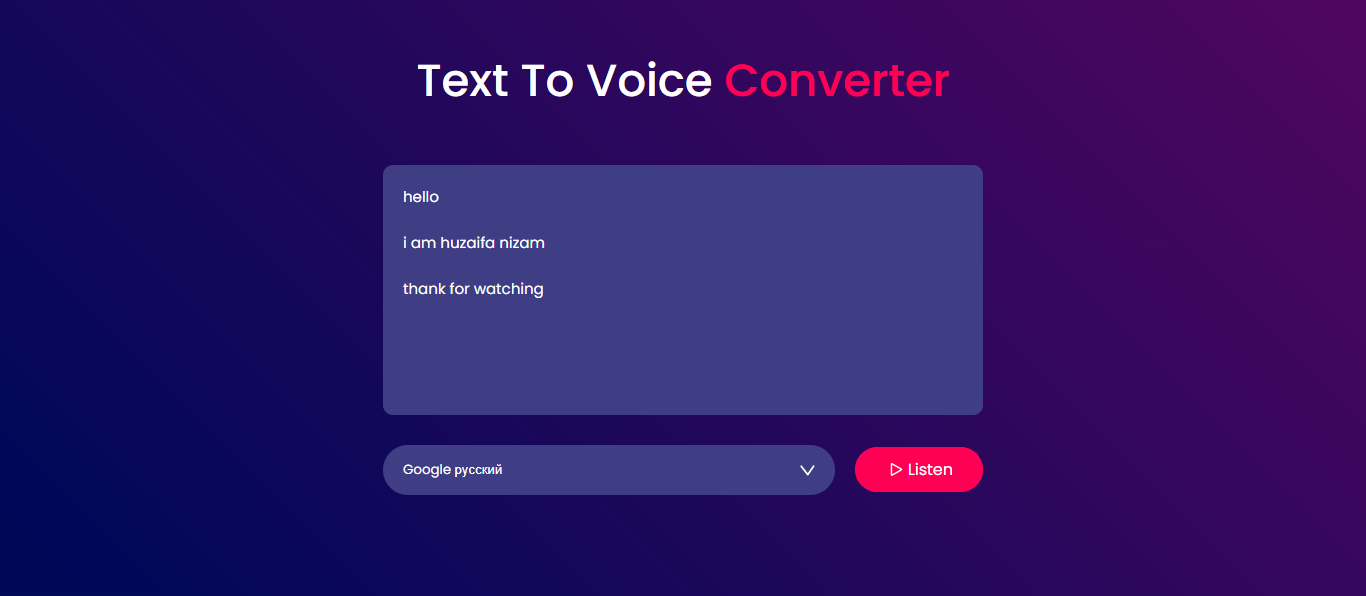 Text To Voice Converter
hello
i am huzaifa nizam
thank for watching
Google русский
Listen